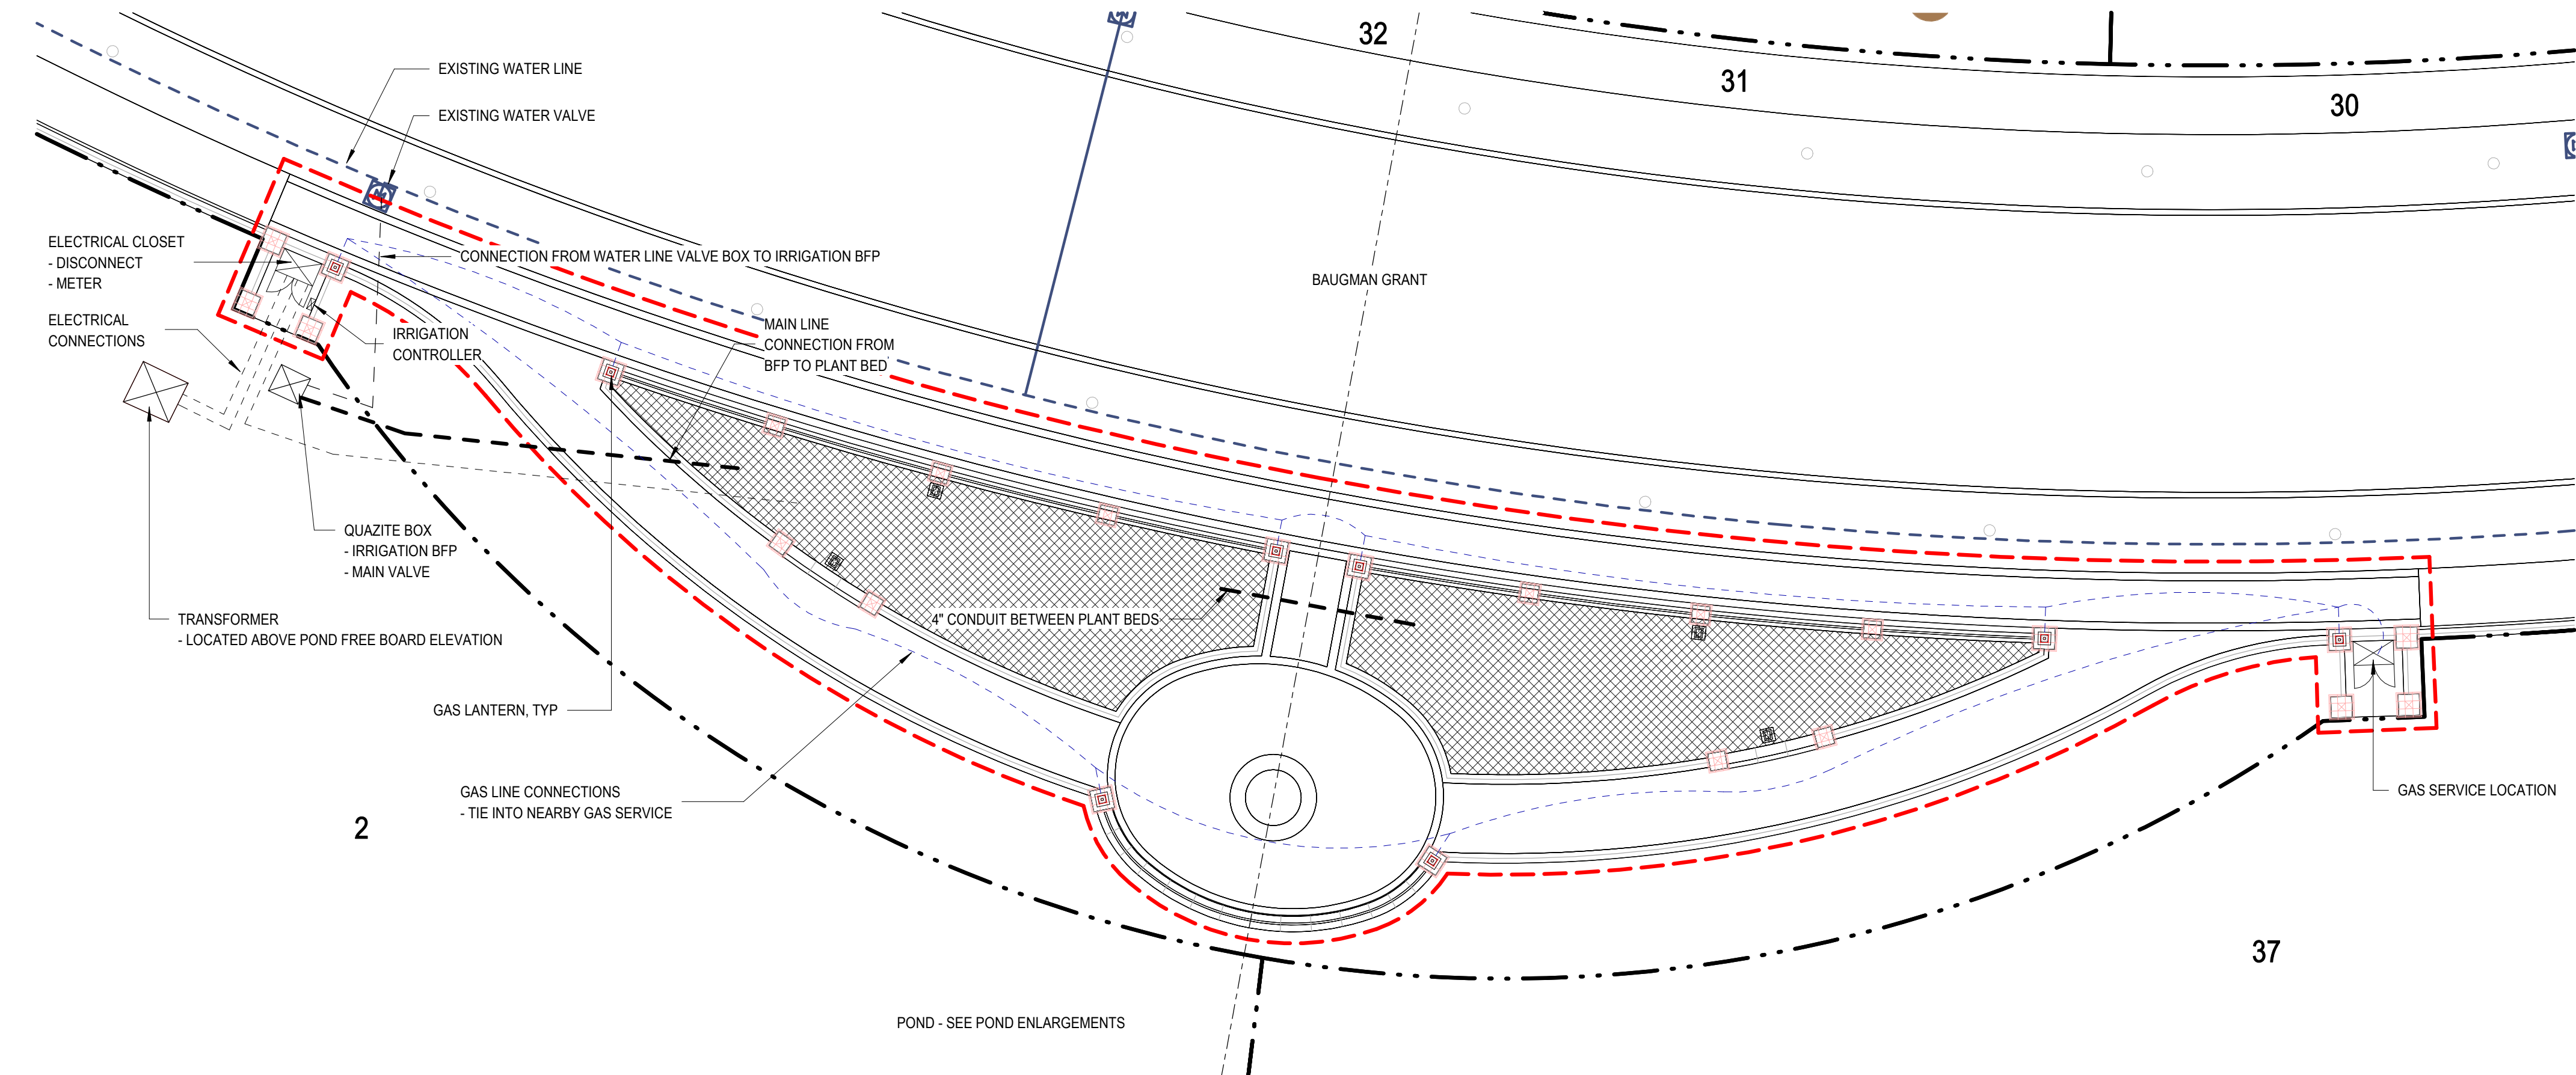 32
31
30
EXISTING WATER LINE
EXISTING WATER VALVE
ELECTRICAL CLOSET
- DISCONNECT
- METER
CONNECTION FROM WATER LINE VALVE BOX TO IRRIGATION BFP
BAUGMAN GRANT
ELECTRICAL
CONNECTIONS
IRRIGATION
CONTROLLER
MAIN LINE
CONNECTION FROM
BFP TO PLANT BED
QUAZITE BOX
- IRRIGATION BFP
- MAIN VALVE
TRANSFORMER
- LOCATED ABOVE POND FREE BOARD ELEVATION
4" CONDUIT BETWEEN PLANT BEDS
GAS LANTERN, TYP
GAS LINE CONNECTIONS
- TIE INTO NEARBY GAS SERVICE
GAS SERVICE LOCATION
2
37
POND - SEE POND ENLARGEMENTS